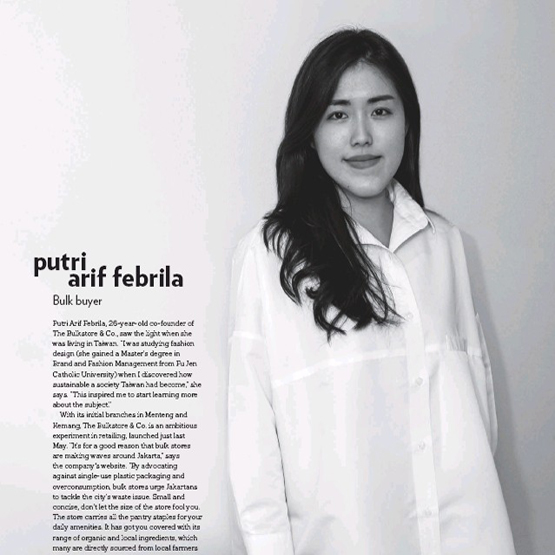 putri
arif febrila
Bulk buyer
Putri Arif Febrila, 26-year-old co-founder of
The Bulkstore & Co., saw the light when she
was living in Taiwan. "I was studying fashion
design (she gained a Master's degree in
Brand and Fashion Management from Fu Jen
Catholic University) when I discovered how
sustainable a society Taiwan had become," she
says. "This inspired me to start learning more
about the subject."
With its initial branches in Menteng and
Kemang, The Bulkstore & Co. is an ambitious
experiment in retailing, launched just last
May. "It's for a good reason that bulk stores
are making waves around Jakarta," says
the company's website. "By advocating
against single-use plastic packaging and
overconsumption, bulk stores urge Jakartans
to tackle the city's waste issue. Small and
concise, don't let the size of the store fool you.
The store carries all the pantry staples for your
daily amenities. It has got you covered with its
range of organic and local ingredients, which
many are directly sourced from local farmers